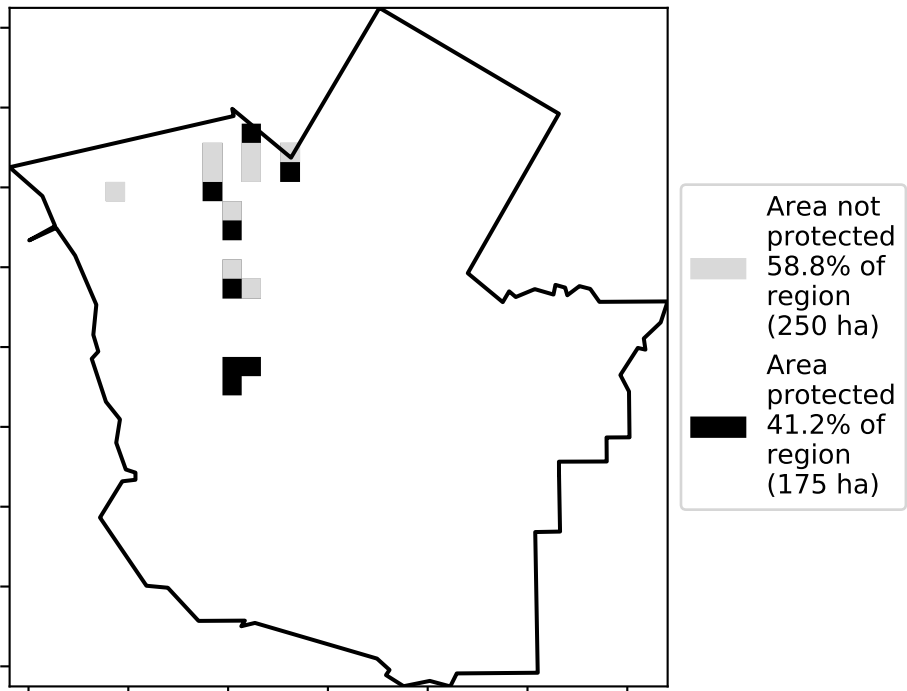 Area not
protected
58.8% of
region
(250 ha)
Area
protected
41.2% of
region
(175 ha)